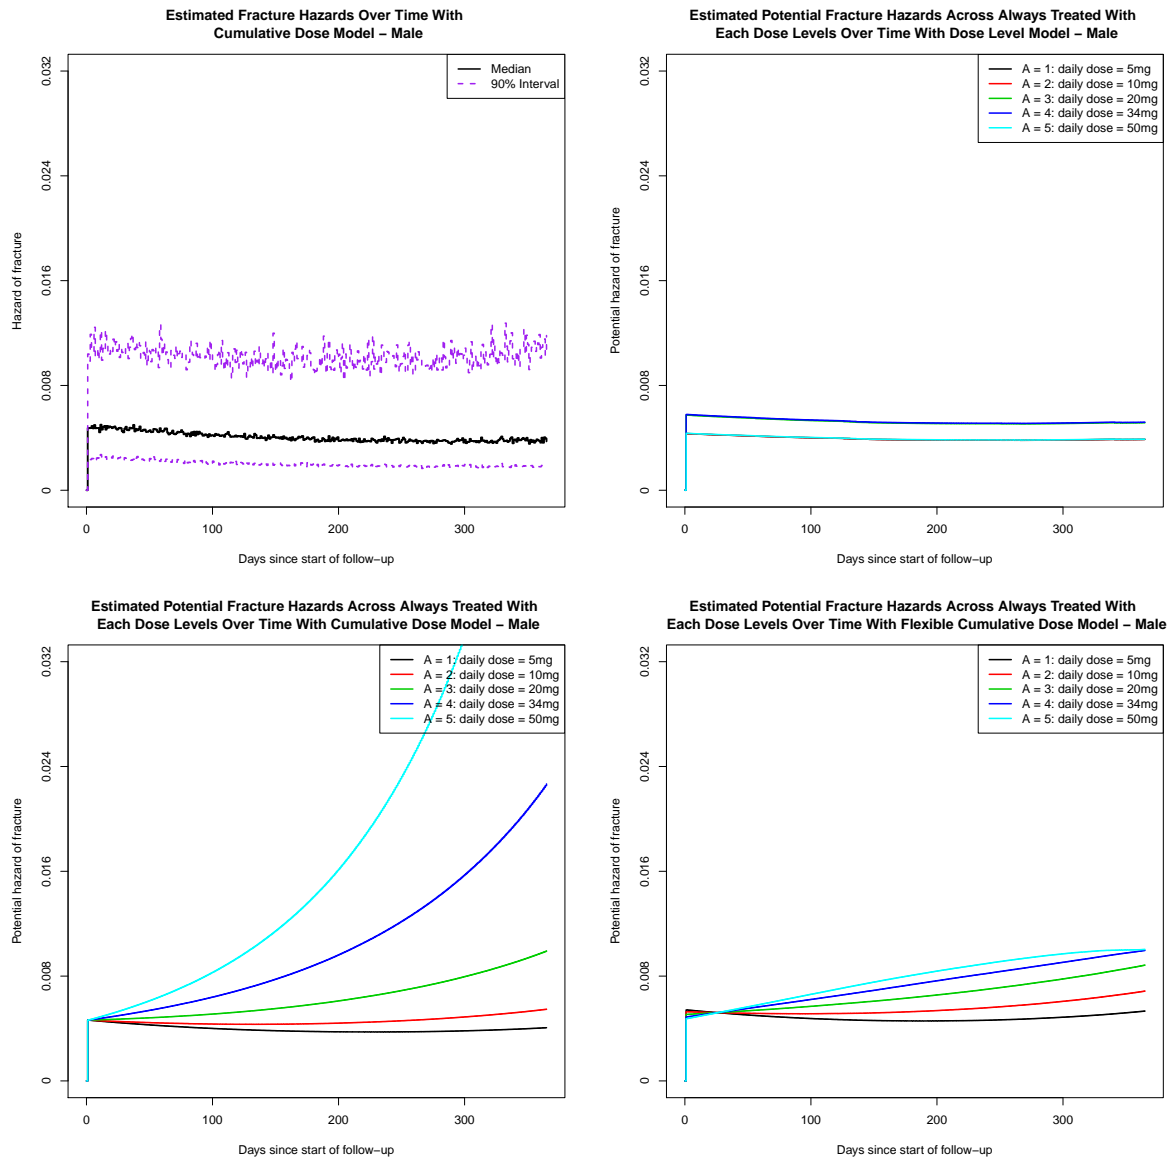 Estimated Fracture Hazards Over Time With
Cumulative Dose Model − Male
Hazard of fracture
0.032
0.024
0.016
0.008
0
Median
90% Interval
0 100 200 300
Days since start of follow−up
Estimated Potential Fracture Hazards Across Always Treated With
Each Dose Levels Over Time With Dose Level Model − Male
Potential hazard of fracture
0.032
0.024
0.016
0.008
0
A = 1: daily dose = 5mg
A = 2: daily dose = 10mg
A = 3: daily dose = 20mg
A = 4: daily dose = 34mg
A = 5: daily dose = 50mg
0 100 200 300
Days since start of follow−up
Estimated Potential Fracture Hazards Across Always Treated With
Each Dose Levels Over Time With Cumulative Dose Model − Male
Potential hazard of fracture
0.032
0.024
0.016
0.008
0
A = 1: daily dose = 5mg
A = 2: daily dose = 10mg
A = 3: daily dose = 20mg
A = 4: daily dose = 34mg
A = 5: daily dose = 50mg
0 100 200 300
Days since start of follow−up
Estimated Potential Fracture Hazards Across Always Treated With
Each Dose Levels Over Time With Flexible Cumulative Dose Model − Male
Potential hazard of fracture
0.032
0.024
0.016
0.008
0
A = 1: daily dose = 5mg
A = 2: daily dose = 10mg
A = 3: daily dose = 20mg
A = 4: daily dose = 34mg
A = 5: daily dose = 50mg
0 100 200 300
Days since start of follow−up